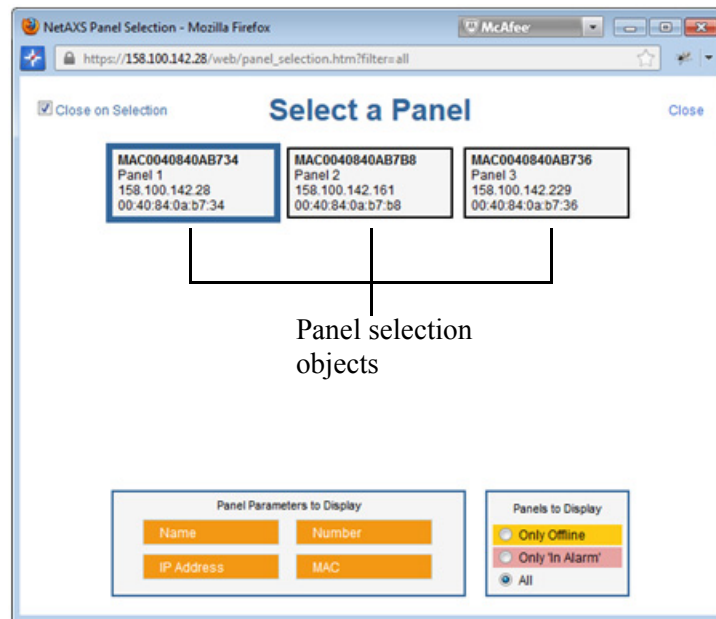 NetAXS Panel Selection - Mozilla Firefox
McAfee
https://158.100.142.28/web/panel_selection.htm?filter=all
Close on Selection
Select a Panel
Close
MAC0040840AB734
Panel 1
158.100.142.28
00:40:84:0a:b7:34
MAC0040840AB7B8
Panel 2
158.100.142.161
00:40:84:0a:b7:b8
MAC0040840AB736
Panel 3
158.100.142.229
00:40:84:0a:b7:36
Panel selection
objects
Panel Parameters to Display
Name
Number
IP Address
MAC
Panels to Display
Only Offline
Only 'In Alarm'
All